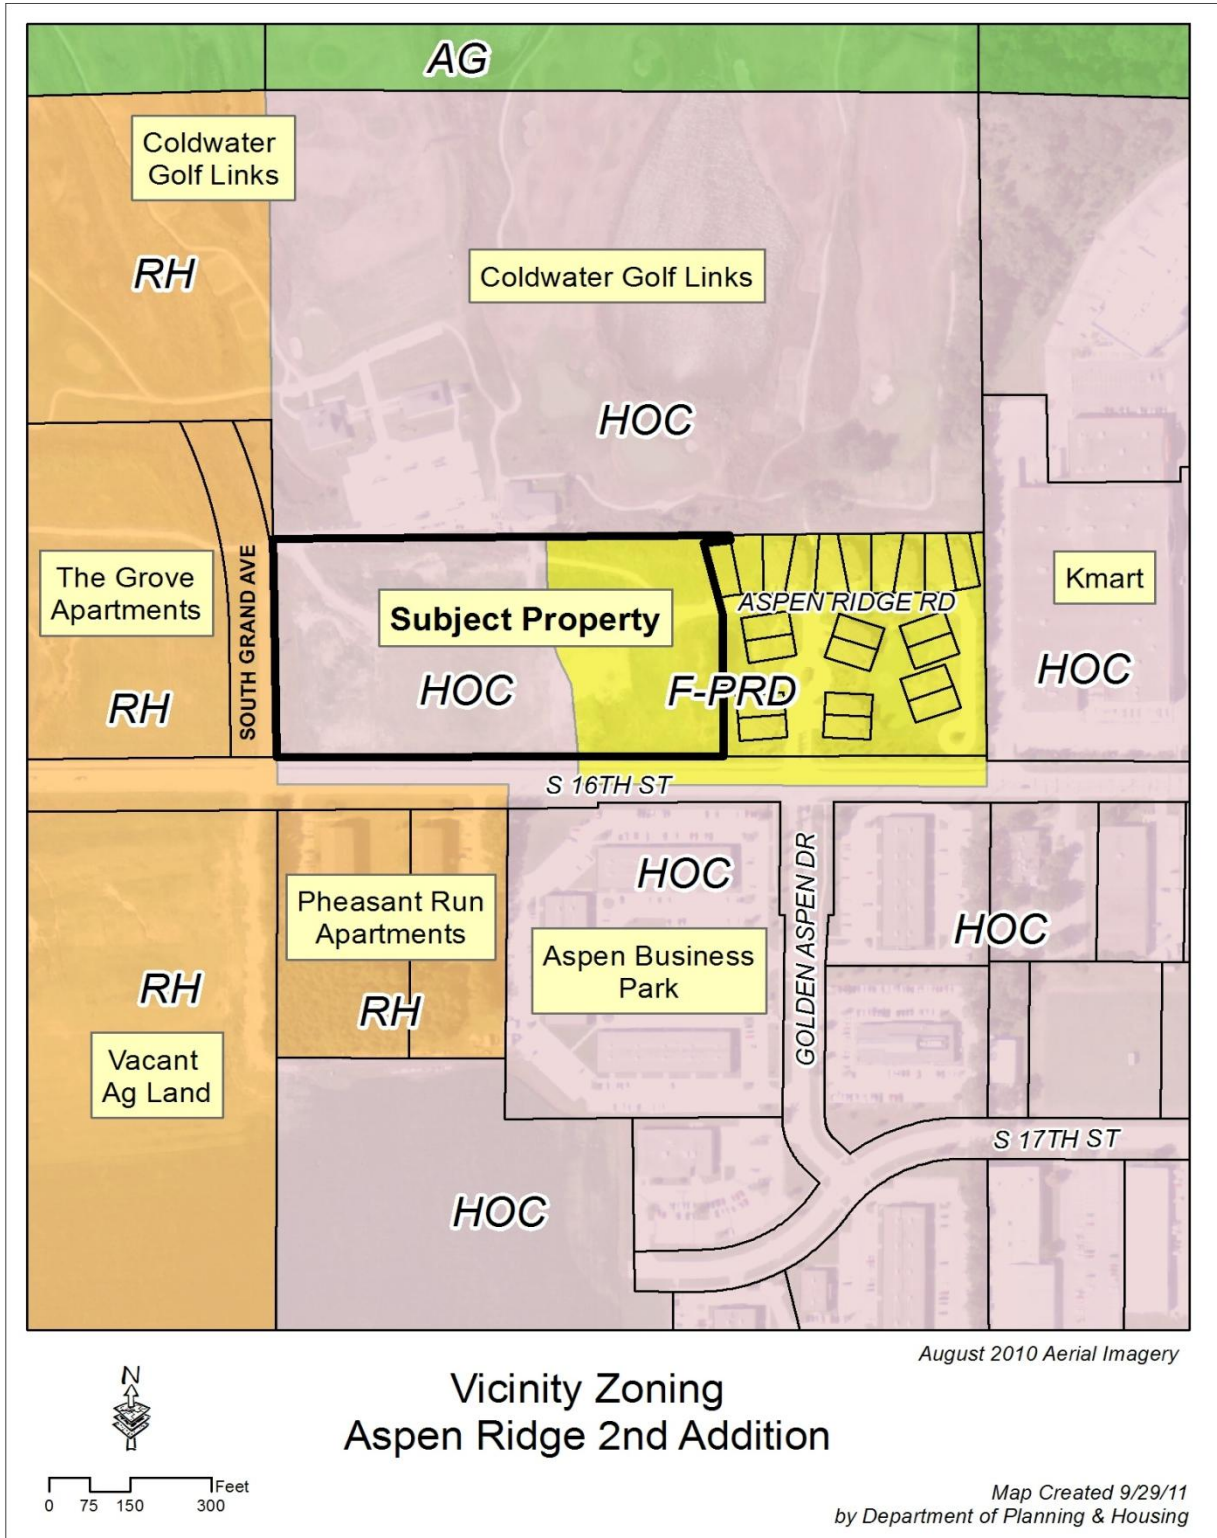 AG
Coldwater
Golf Links
RH
Coldwater Golf Links
HOC
The Grove
Apartments
RH
SOUTH GRAND AVE
Subject Property
HOC
F-PRD
ASPEN RIDGE RD
Kmart
HOC
S 16TH ST
Pheasant Run
Apartments
RH
HOC
Aspen Business
Park
GOLDEN ASPEN DR
HOC
RH
Vacant
Ag Land
S 17TH ST
HOC
August 2010 Aerial Imagery
N
Vicinity Zoning
Aspen Ridge 2nd Addition
Feet
0 75 150 300
Map Created 9/29/11
by Department of Planning & Housing